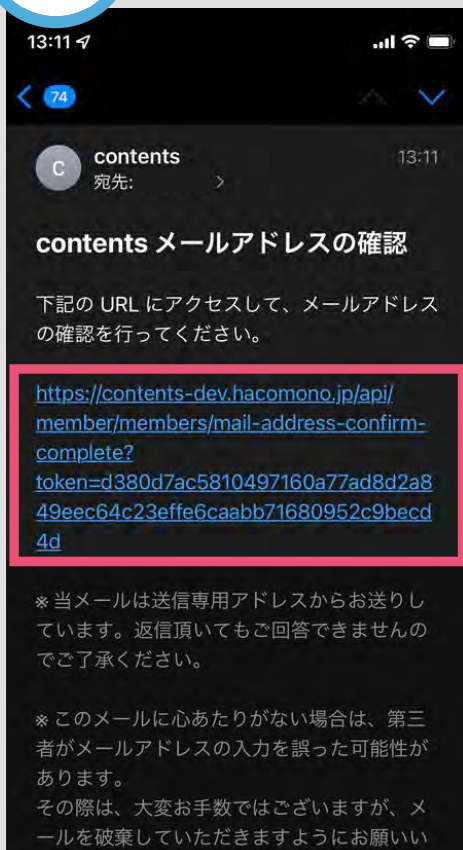 13:11
74
C
contents
宛先:
13:11
contents メールアドレスの確認
下記の URL にアクセスして、メールアドレス
の確認を行ってください。
https://contents-dev.hacomono.jp/api/
member/members/mail-address-confirm-
complete?
token=d380d7ac5810497160a77ad8d2a8
49eec64c23effe6caabb71680952c9becd
4d
※ 当メールは送信専用アドレスからお送りし
ています。返信頂いてもご回答できませんの
でご了承ください。
※ このメールに心あたりがない場合は、第三
者がメールアドレスの入力を誤った可能性が
あります。
その際は、大変お手数ではございますが、メ
ールを破棄していただきますようにお願いい